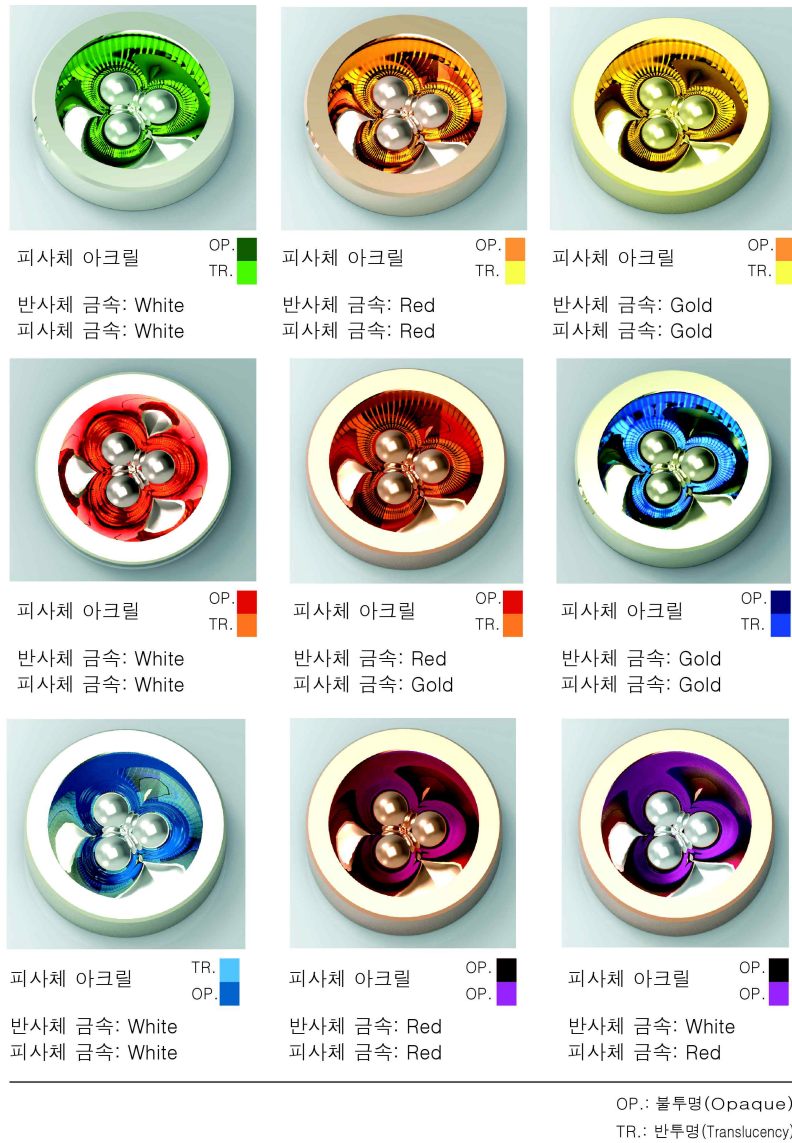 피사체 아크릴 OP.
TR.
반사체 금속: White
피사체 금속: White
피사체 아크릴 OP.
TR.
반사체 금속: Red
피사체 금속: Red
피사체 아크릴 OP.
TR.
반사체 금속: Gold
피사체 금속: Gold
피사체 아크릴 OP.
TR.
반사체 금속: White
피사체 금속: White
피사체 아크릴 OP.
TR.
반사체 금속: Red
피사체 금속: Gold
피사체 아크릴 OP.
TR.
반사체 금속: Gold
피사체 금속: Gold
피사체 아크릴 TR.
OP.
반사체 금속: White
피사체 금속: White
피사체 아크릴 OP.
OP.
반사체 금속: Red
피사체 금속: Red
피사체 아크릴 OP.
OP.
반사체 금속: White
피사체 금속: Red
OP.: 불투명(Opaque)
TR.: 반투명(Translucency)